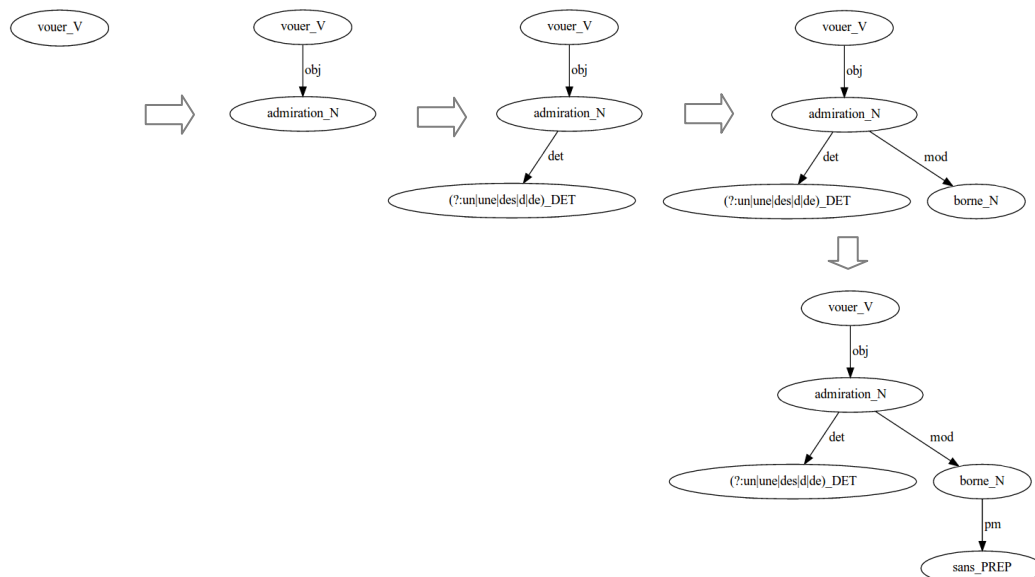 vouer_V
vouer_V
obj
admiration_N
vouer_V
obj
admiration_N
det
(?:un|une|des|d|de)_DET
vouer_V
obj
admiration_N
det
mod
(?:un|une|des|d|de)_DET
borne_N
vouer_V
obj
admiration_N
det
mod
(?:un|une|des|d|de)_DET
borne_N
pm
sans_PREP